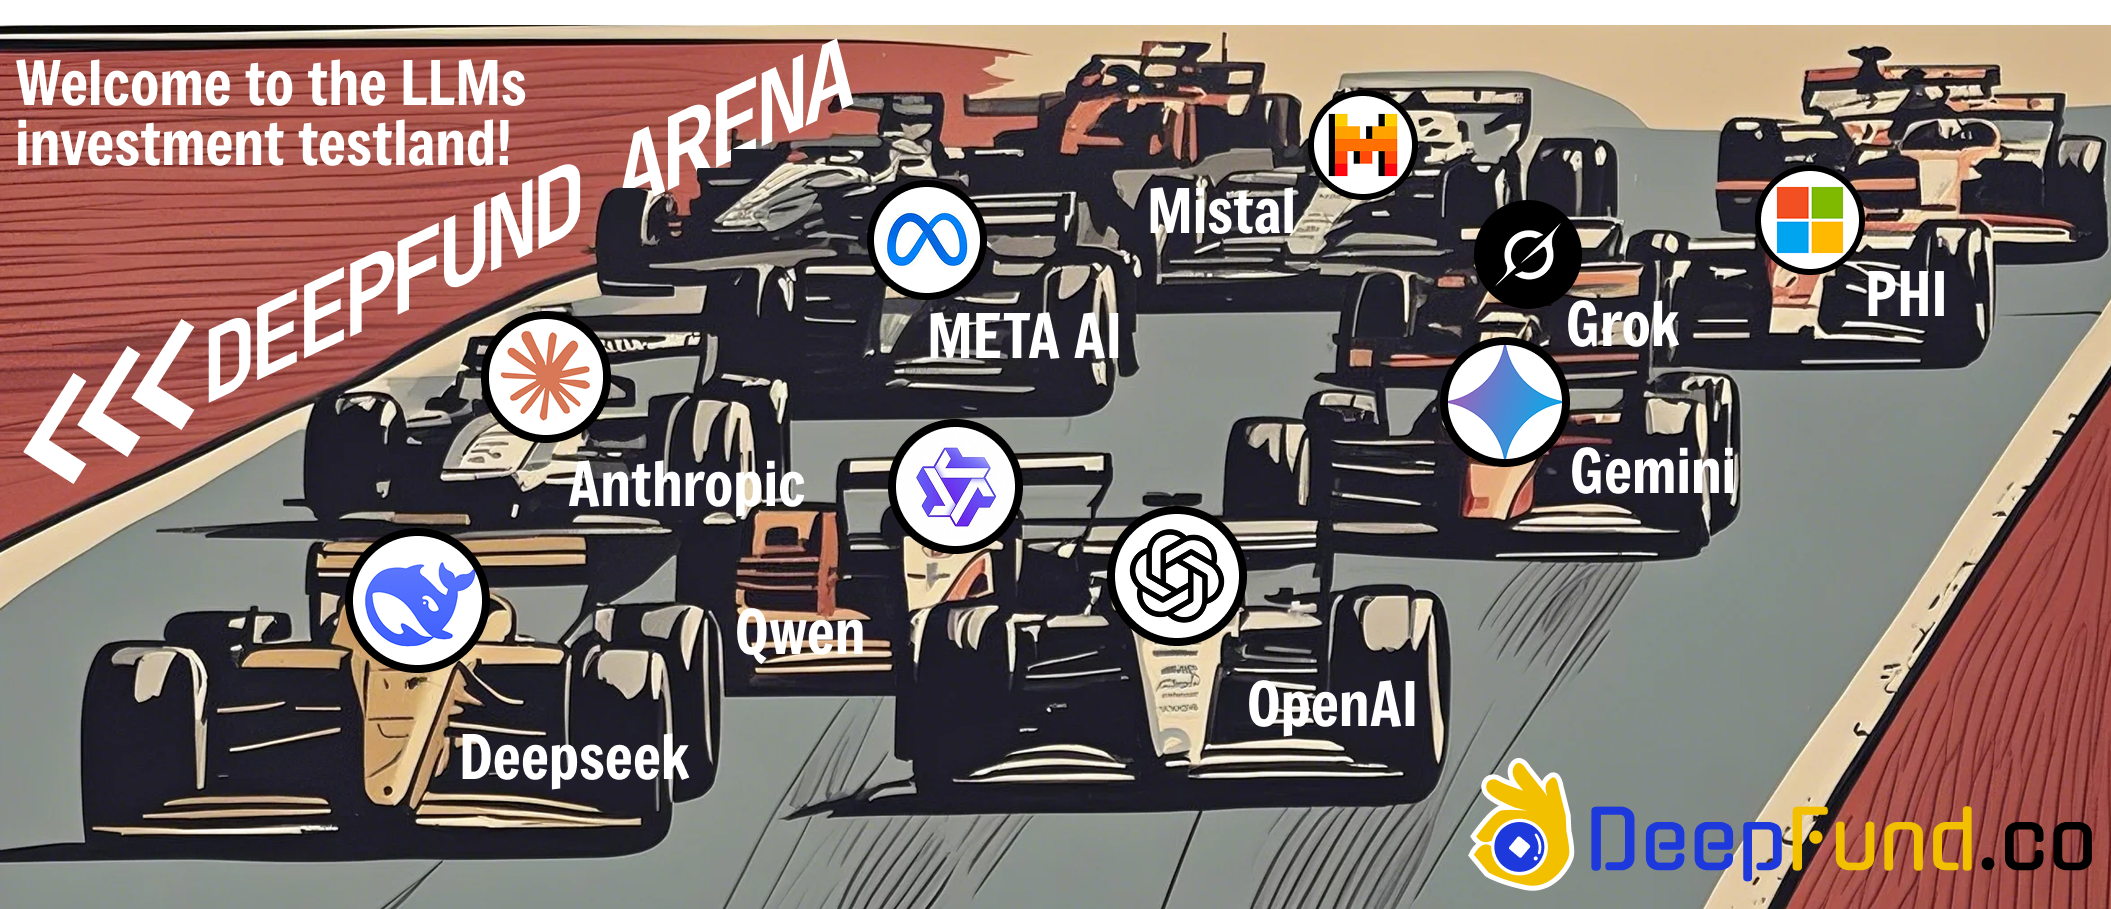 Welcome to the LLMs
investment testland!
DEEPFUND ARENA
Mistal
META AI
Grok
PHI
Anthropic
Gemini
Qwen
OpenAI
Deepseek
DeepFund.co